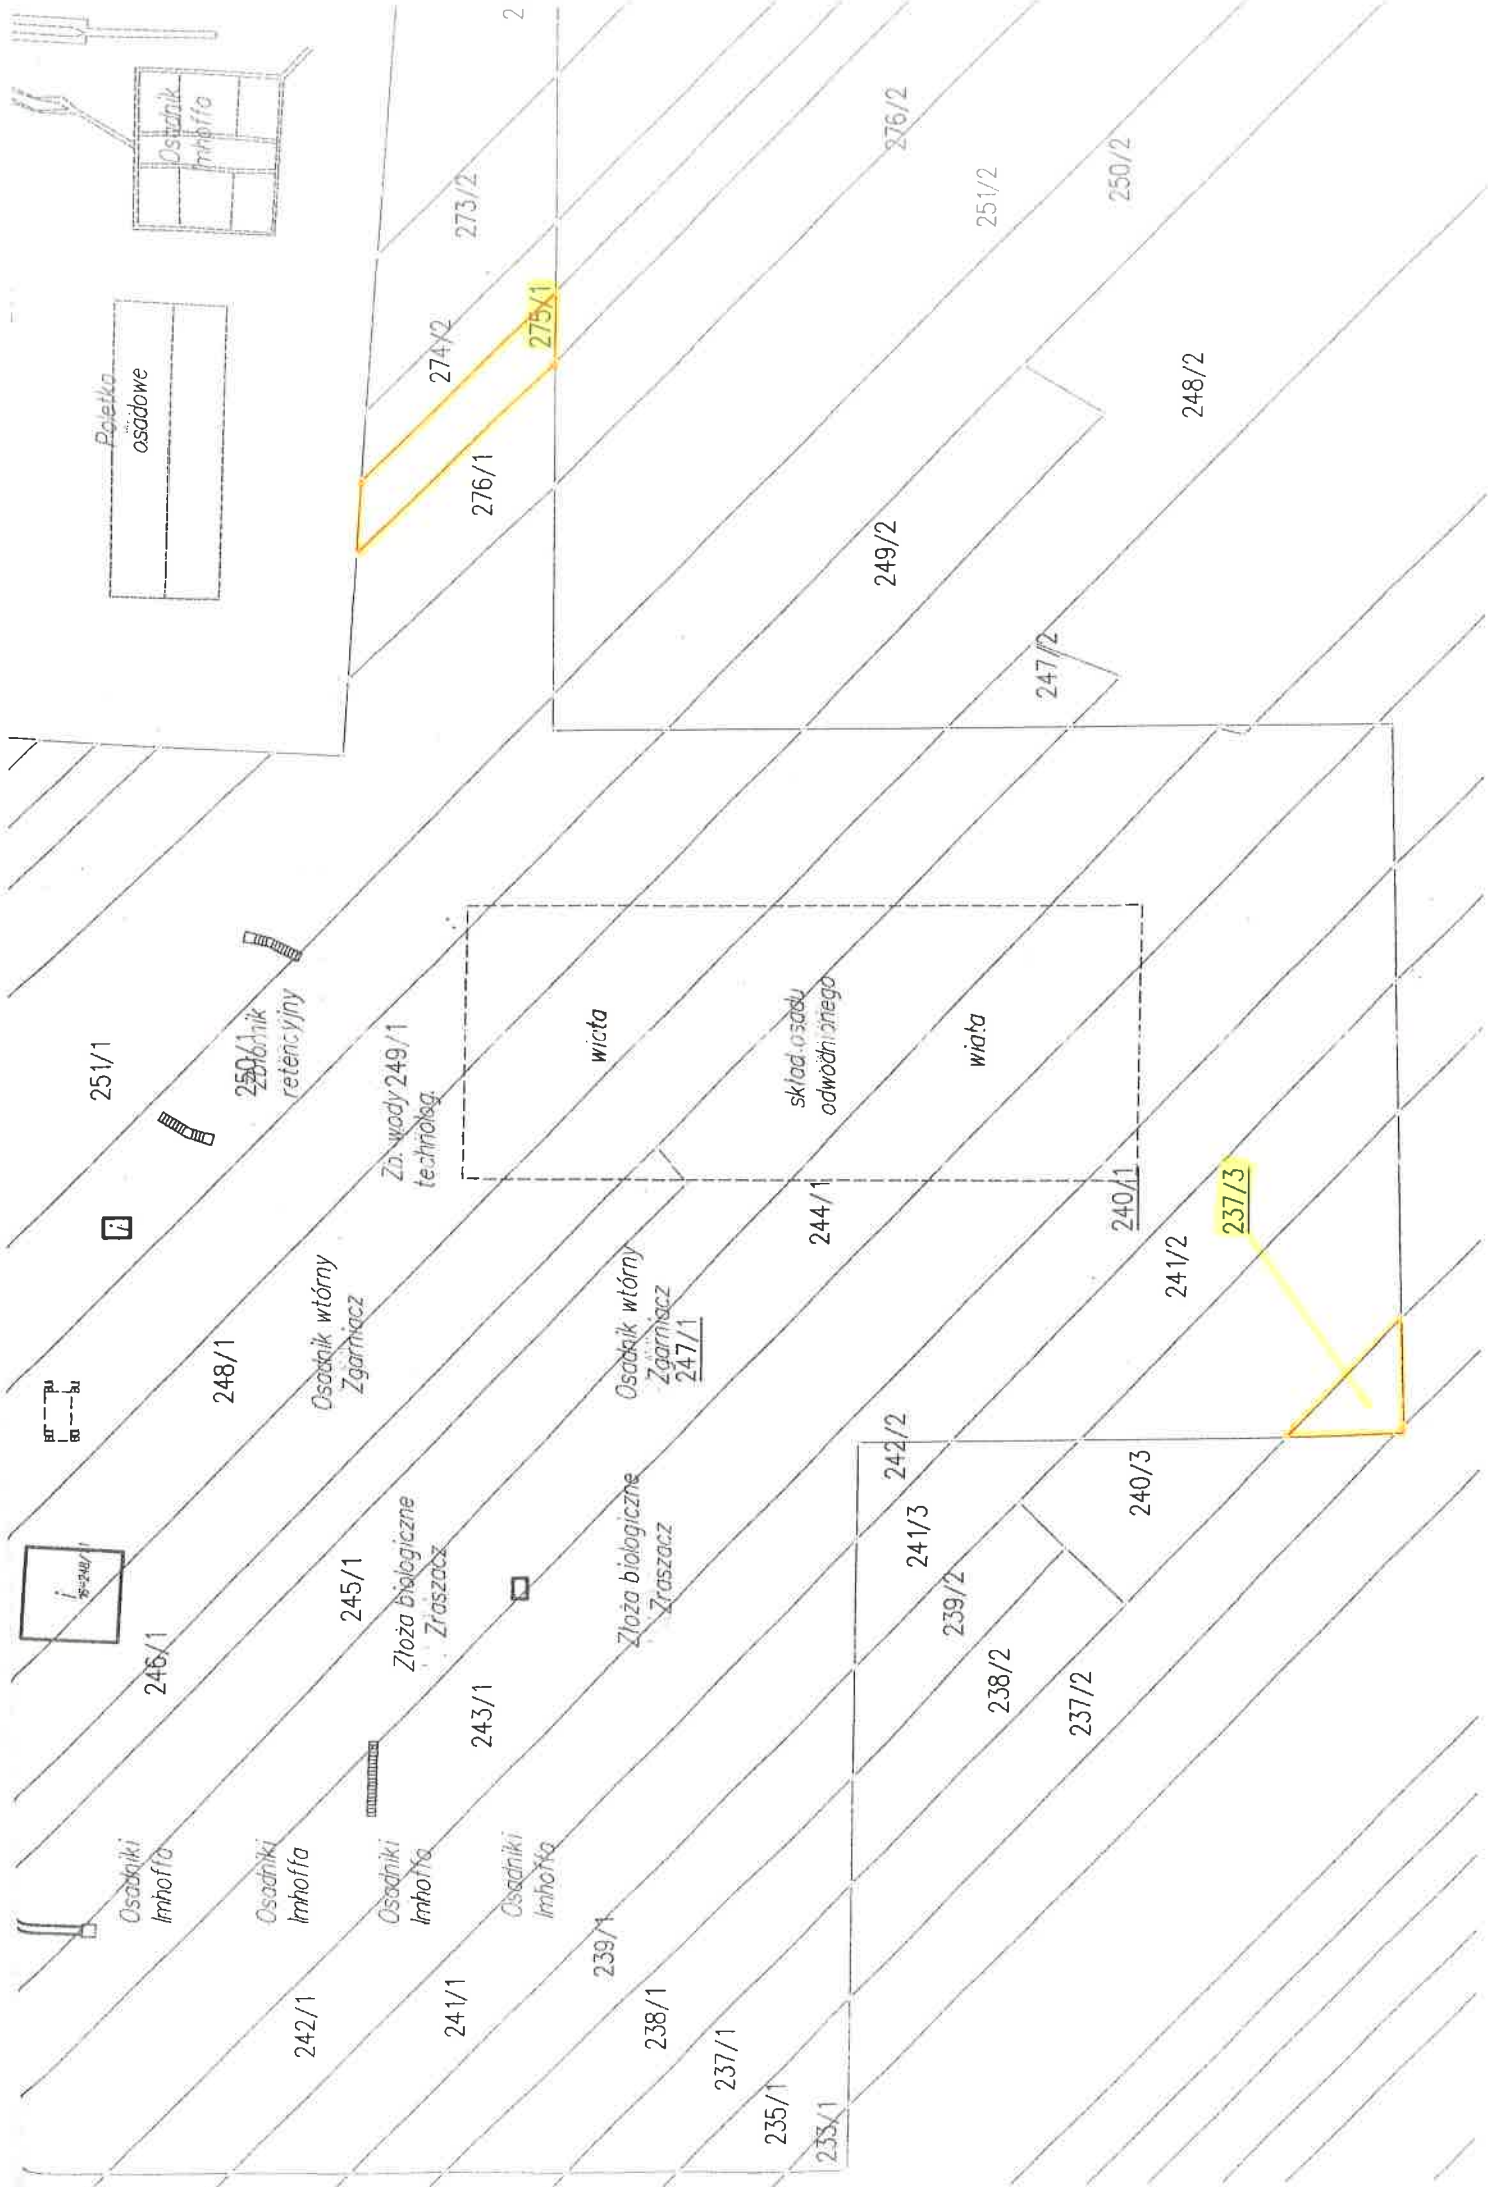 2
Osadnik
Imhoffa
Poletko
osadowe
273/2
274/2
275/1
276/1
276/2
251/2
250/2
248/2
249/2
247/2
251/1
250/1
Zbiornik
retencyjny
Zb. wody 249/1
technolog.
wiata
skład osadu
odwodnionego
wiata
i
248/1
Osadnik wtórny
Zgarniacz
Osadnik wtórny
Zgarniacz
247/1
244/1
240/1
241/2
237/3
i
246/1
245/1
Złoża biologiczne
Zraszacz
Złoża biologiczne
Zraszacz
243/1
242/2
241/3
240/3
239/2
238/2
237/2
Osadniki
Imhoffa
Osadniki
Imhoffa
Osadniki
Imhoffa
Osadniki
Imhoffa
242/1
241/1
239/1
238/1
237/1
235/1
233/1